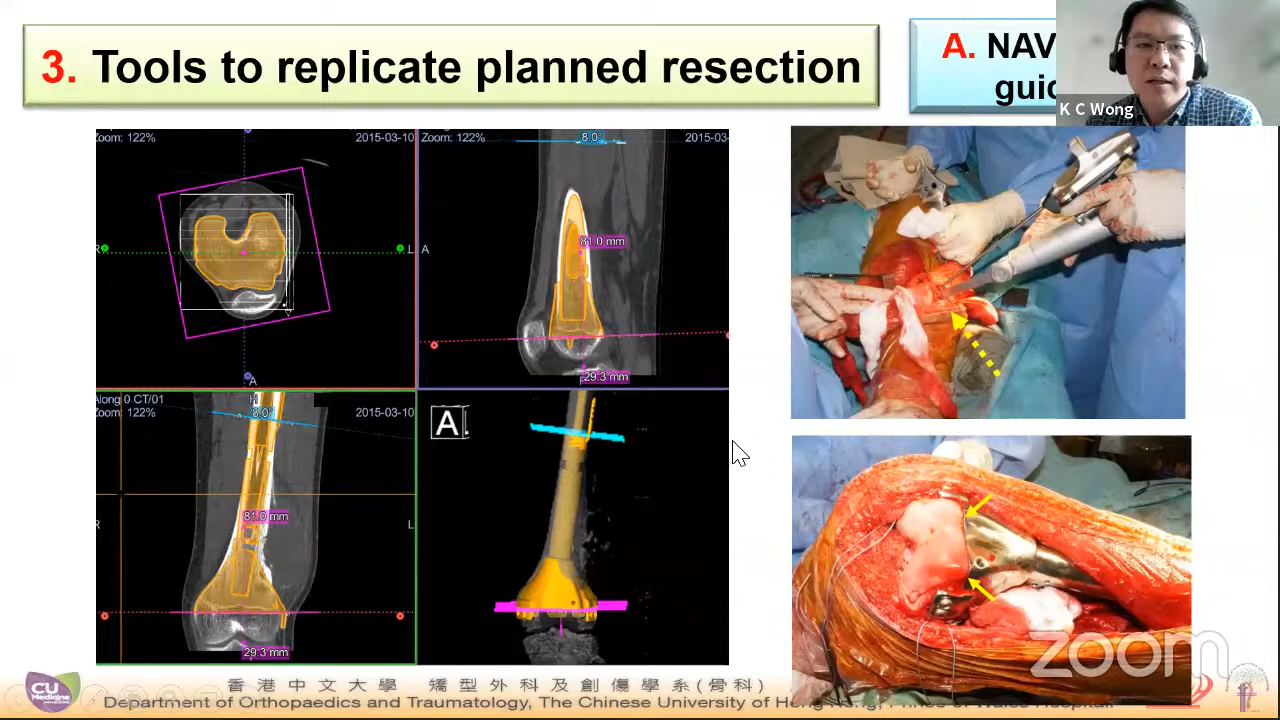 3. Tools to replicate planned resection
A. NAV
K C Wong
Zoom: 122%
2015-03-10
R
L
A
Zoom: 122%
8.0°
2015-03
A
81.0 mm
29.3 mm
Along 0 CT/01
H
Zoom: 122%
8.0°
2015-03-10
R
L
81.0 mm
29.3 mm
A
zoom
CU
Medicine
香港中文大學 矯型外科及創傷學系(骨科)
Department of Orthopaedics and Traumatology, The Chinese University of Hong Kong, Prince of Wales Hospital.